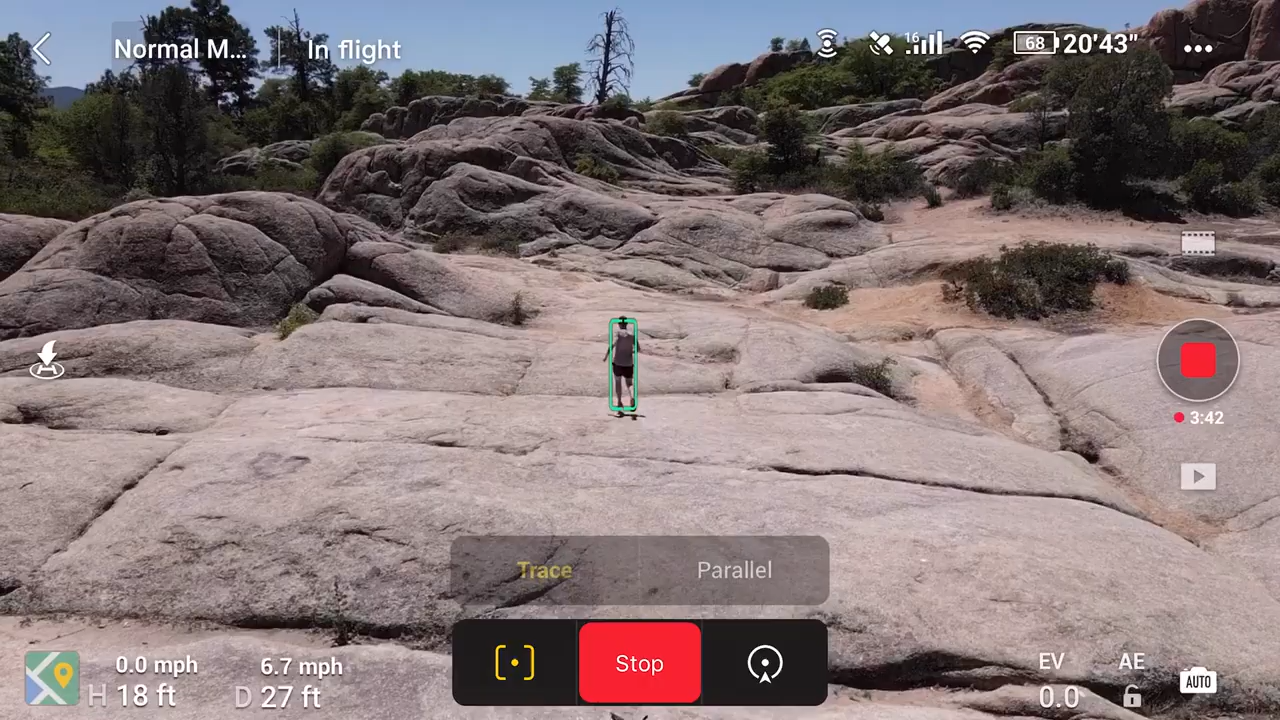 Normal M... In flight
16
68 20'43"
3:42
Trace Parallel
Stop
0.0 mph 6.7 mph
H 18 ft D 27 ft
EV AE
0.0
AUTO